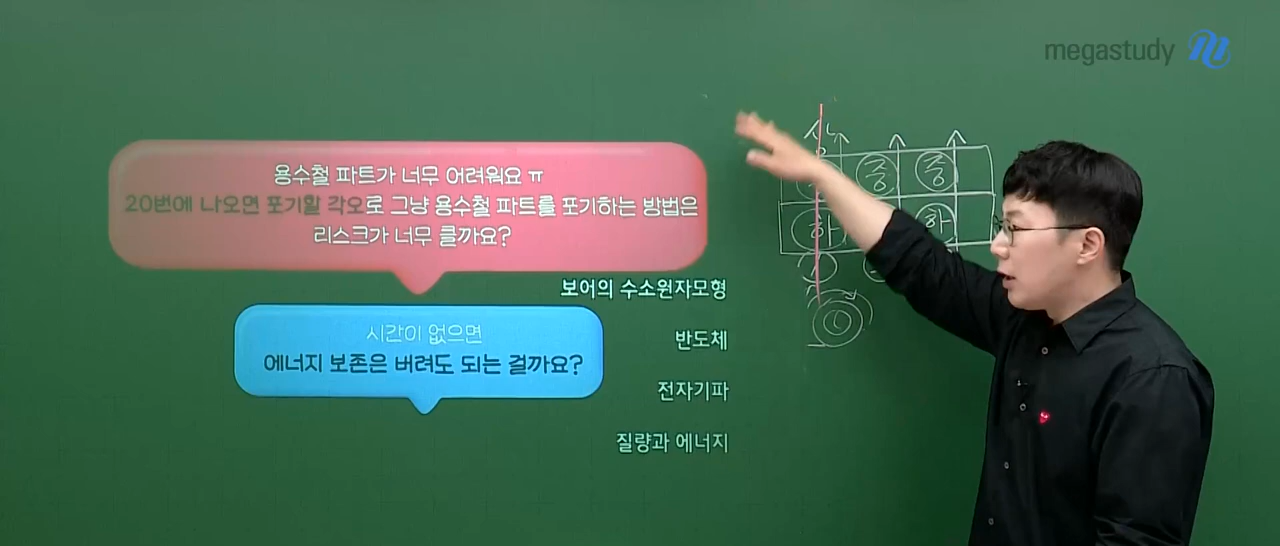 megastudy
용수철 파트가 너무 어려워요 ㅠ
20번에 나오면 포기할 각오로 그냥 용수철 파트를 포기하는 방법은
리스크가 너무 클까요?
시간이 없으면
에너지 보존은 버려도 되는 걸까요?
보어의 수소원자모형
반도체
전자기파
질량과 에너지
상
중 중
하 하